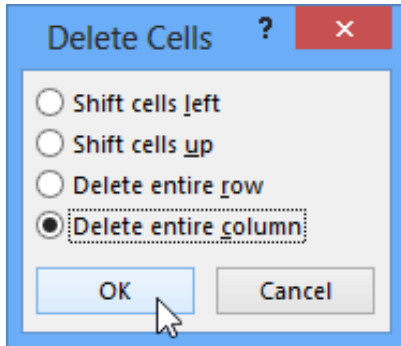 Delete Cells ? ×
Shift cells left
Shift cells up
Delete entire row
Delete entire column
OK Cancel